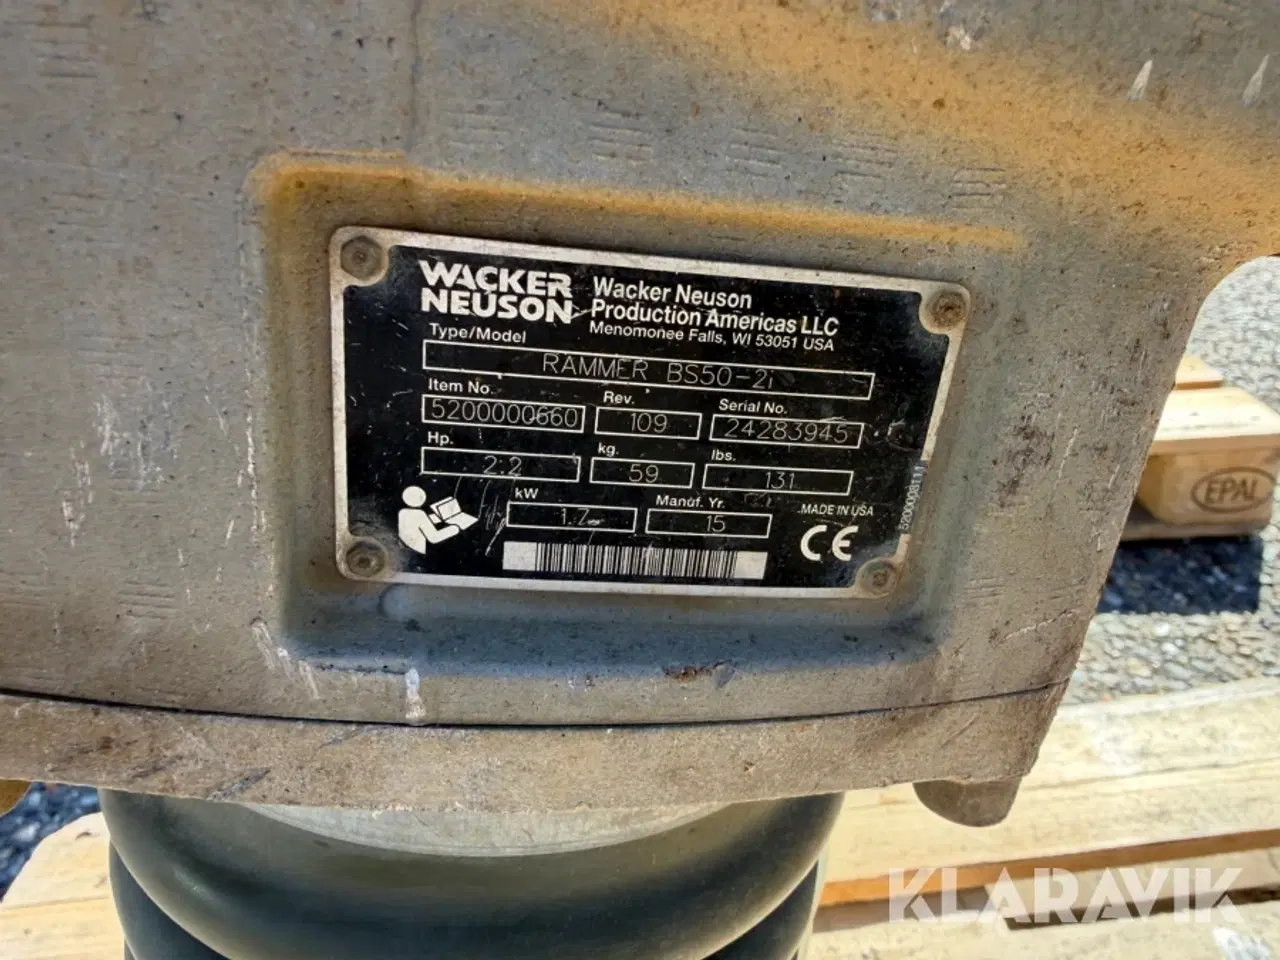 WACKER
NEUSON
Wacker Neuson
Production Americas LLC
Menomonee Falls, WI 53051 USA
Type/Model
RAMMER BS50-2i
Item No. Rev. Serial No.
5200000660 109 24283945
Hp. kg. lbs.
2.2 59 131
kW Manuf. Yr.
1.7 15
MADE IN USA
CE
5200008111
EPAL
KLARAVIK